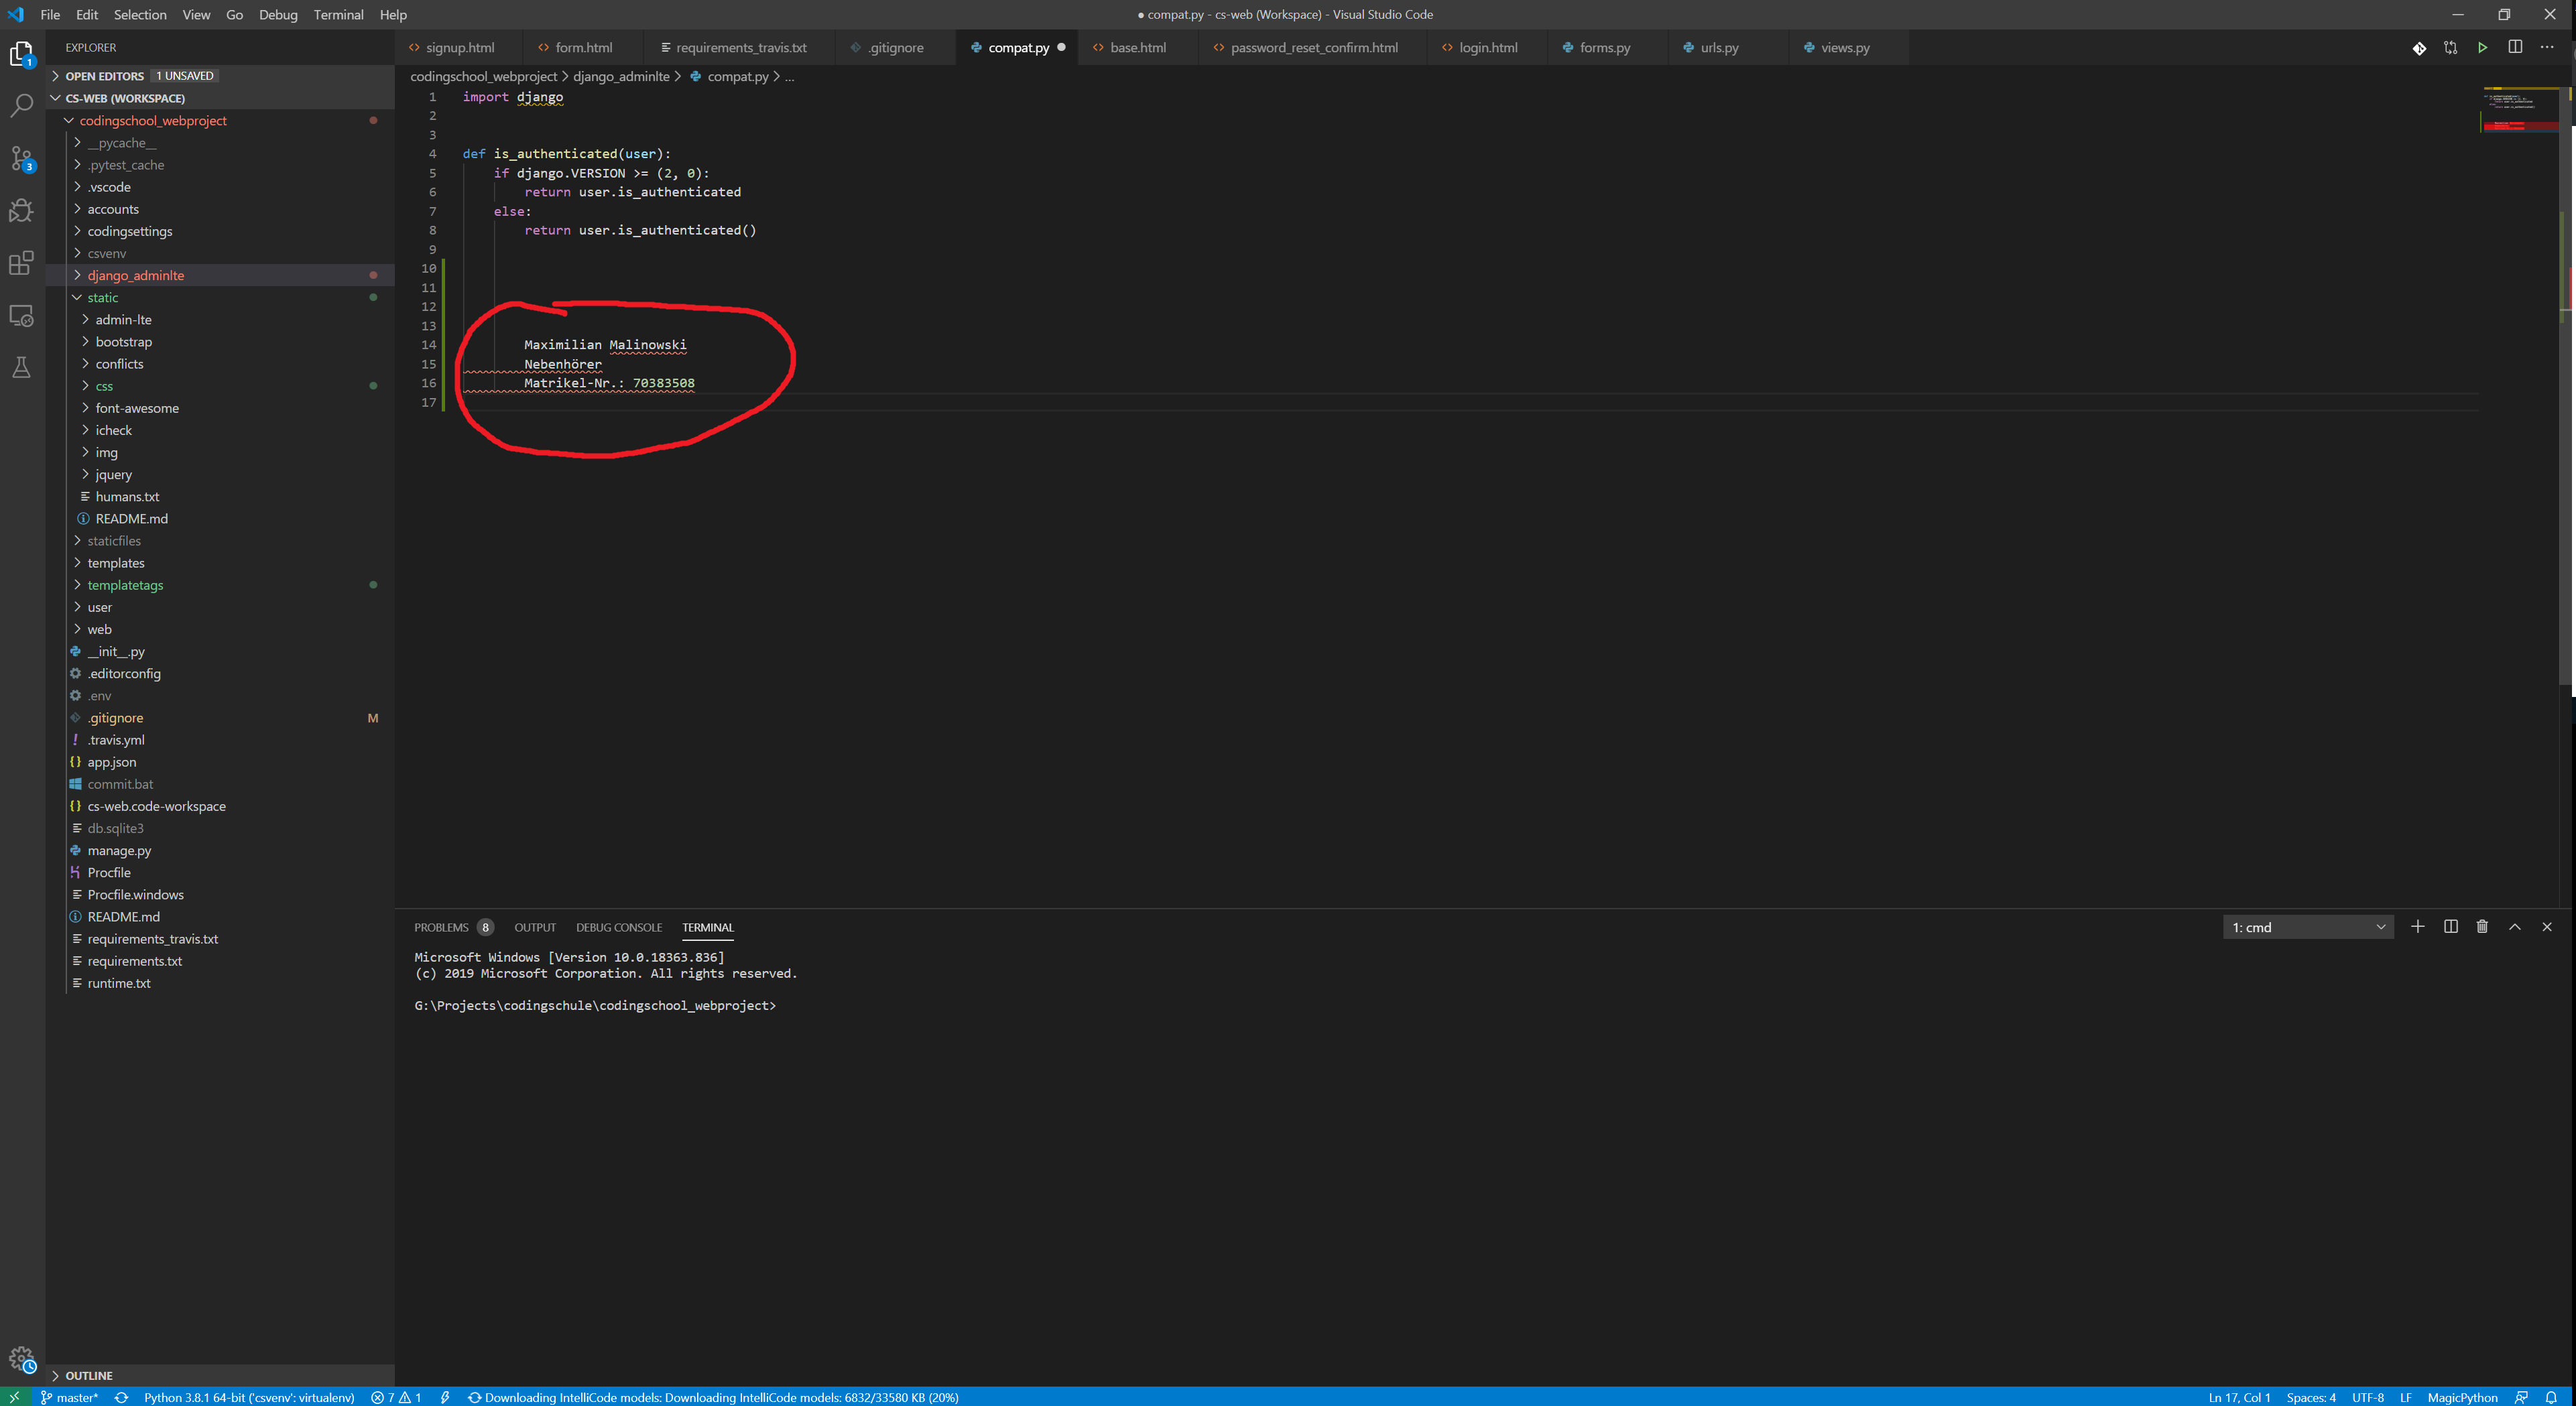 File Edit Selection View Go Debug Terminal Help
● compat.py - cs-web (Workspace) - Visual Studio Code
EXPLORER
OPEN EDITORS 1 UNSAVED
CS-WEB (WORKSPACE)
codingschool_webproject
__pycache__
.pytest_cache
.vscode
accounts
codingsettings
csvenv
django_adminlte
static
admin-lte
bootstrap
conflicts
css
font-awesome
icheck
img
jquery
humans.txt
README.md
staticfiles
templates
templatetags
user
web
__init__.py
.editorconfig
.env
.gitignore M
.travis.yml
app.json
commit.bat
cs-web.code-workspace
db.sqlite3
manage.py
Procfile
Procfile.windows
README.md
requirements_travis.txt
requirements.txt
runtime.txt
OUTLINE
1
3
signup.html form.html requirements_travis.txt .gitignore compat.py base.html password_reset_confirm.html login.html forms.py urls.py views.py
codingschool_webproject > django_adminlte > compat.py > ...
1 import django
2
3
4 def is_authenticated(user):
5 if django.VERSION >= (2, 0):
6 return user.is_authenticated
7 else:
8 return user.is_authenticated()
9
10
11
12
13
14 Maximilian Malinowski
15 Nebenhörer
16 Matrikel-Nr.: 70383508
17
PROBLEMS 8 OUTPUT DEBUG CONSOLE TERMINAL
1: cmd
Microsoft Windows [Version 10.0.18363.836]
(c) 2019 Microsoft Corporation. All rights reserved.
G:\Projects\codingschule\codingschool_webproject>
master* Python 3.8.1 64-bit ('csvenv': virtualenv) 7 1 Downloading IntelliCode models: Downloading IntelliCode models: 6832/33580 KB (20%)
Ln 17, Col 1 Spaces: 4 UTF-8 LF MagicPython